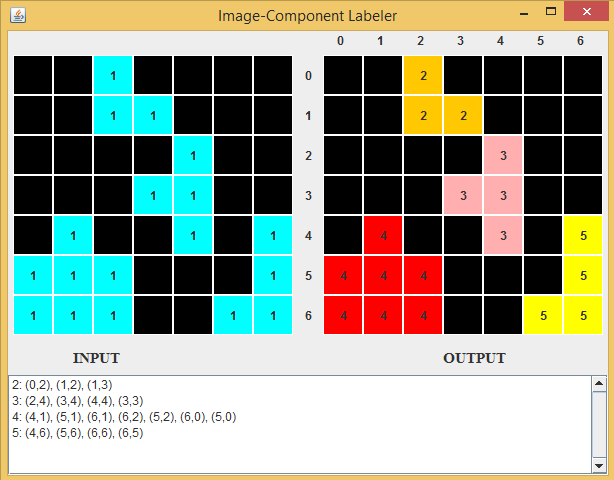 Image-Component Labeler
0 1 2 3 4 5 6
1 0 2
1 1 1 2 2
1 2 3
1 1 3 3 3
1 1 1 4 4 3 5
1 1 1 1 5 4 4 4 5
1 1 1 1 1 6 4 4 4 5 5
INPUT OUTPUT
2: (0,2), (1,2), (1,3)
3: (2,4), (3,4), (4,4), (3,3)
4: (4,1), (5,1), (6,1), (6,2), (5,2), (6,0), (5,0)
5: (4,6), (5,6), (6,6), (6,5)